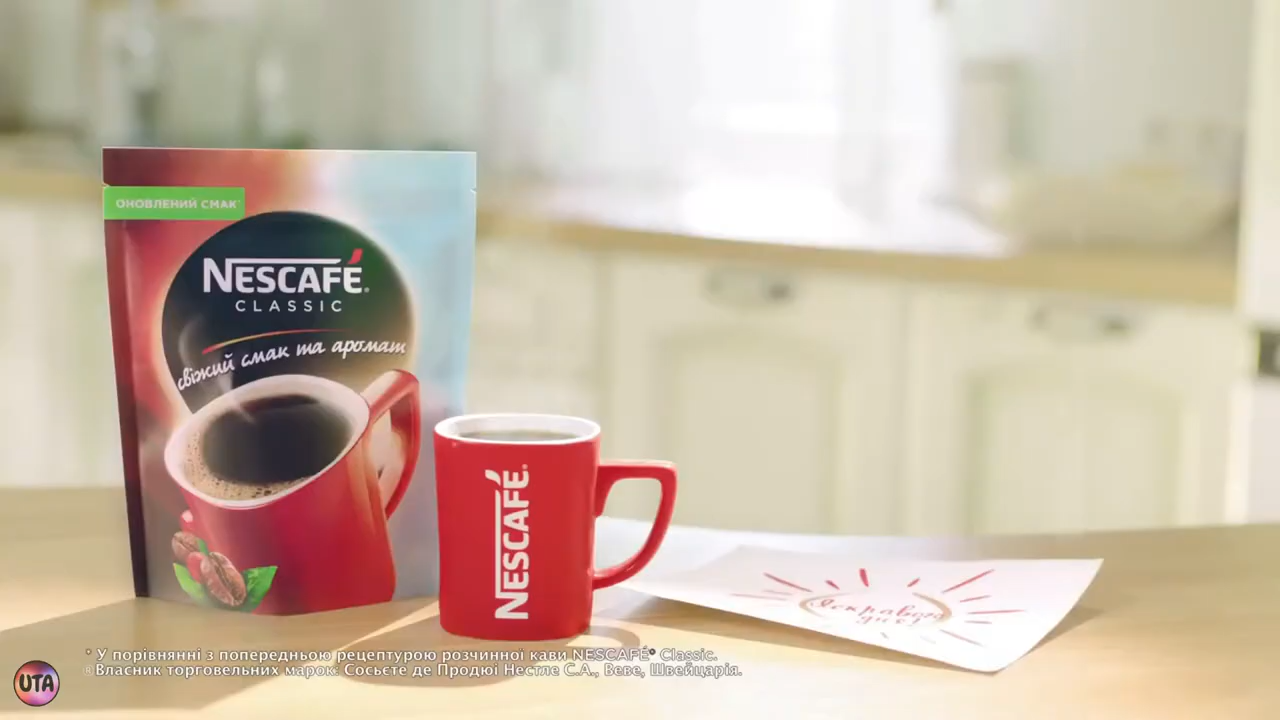 ОНОВЛЕНИЙ СМАК*
NESCAFÉ®
CLASSIC
свіжий смак та аромат
NESCAFÉ®
Яскравого
дня!
* У порівнянні з попередньою рецептурою розчинної кави NESCAFÉ® Classic.
®Власник торговельних марок: Сосьєте де Продюї Нестле С.А., Веве, Швейцарія.
UTA